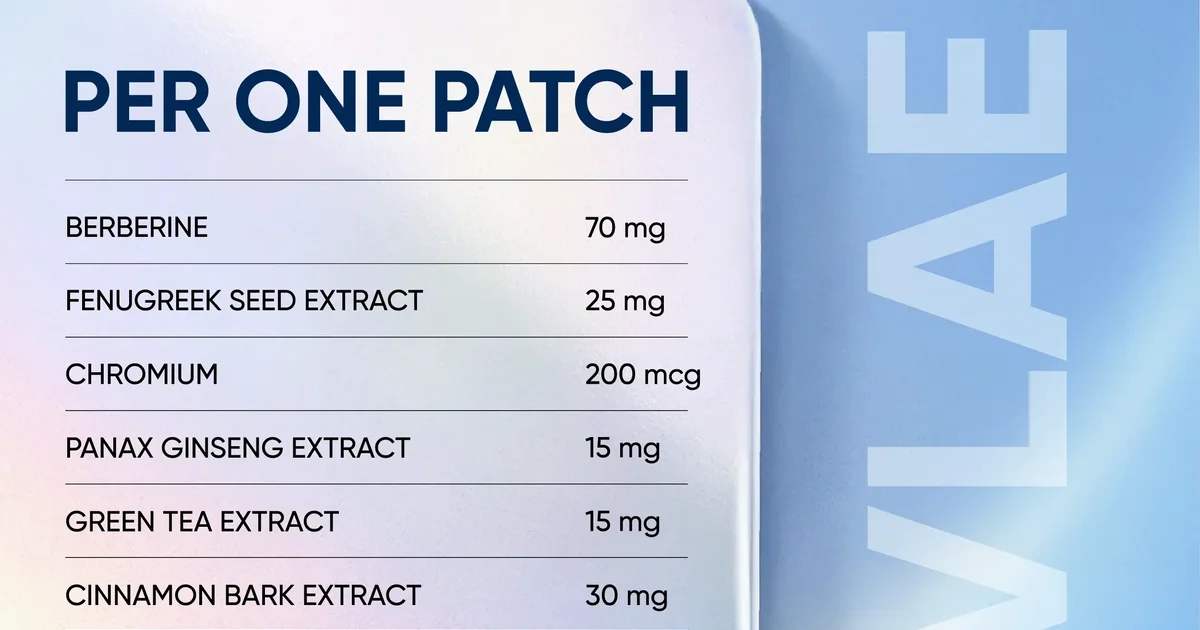 PER ONE PATCH
BERBERINE 70 mg
FENUGREEK SEED EXTRACT 25 mg
CHROMIUM 200 mcg
PANAX GINSENG EXTRACT 15 mg
GREEN TEA EXTRACT 15 mg
CINNAMON BARK EXTRACT 30 mg
VLAE